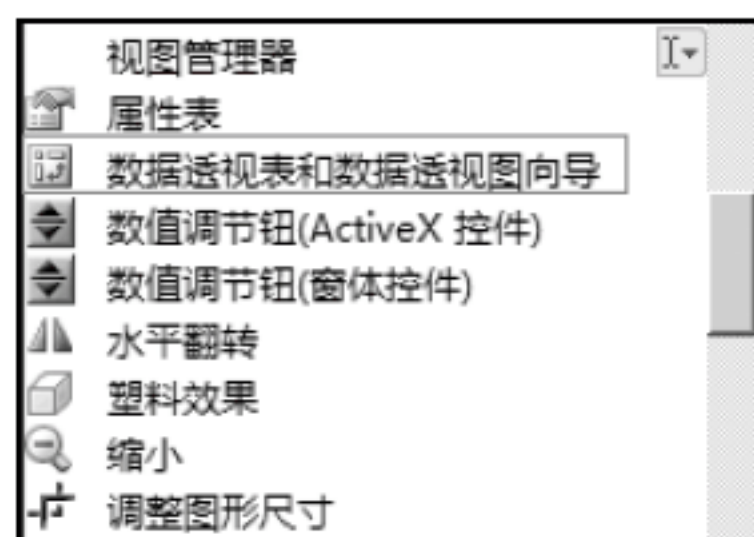 视图管理器
属性表
数据透视表和数据透视图向导
数值调节钮(ActiveX 控件)
数值调节钮(窗体控件)
水平翻转
塑料效果
缩小
调整图形尺寸